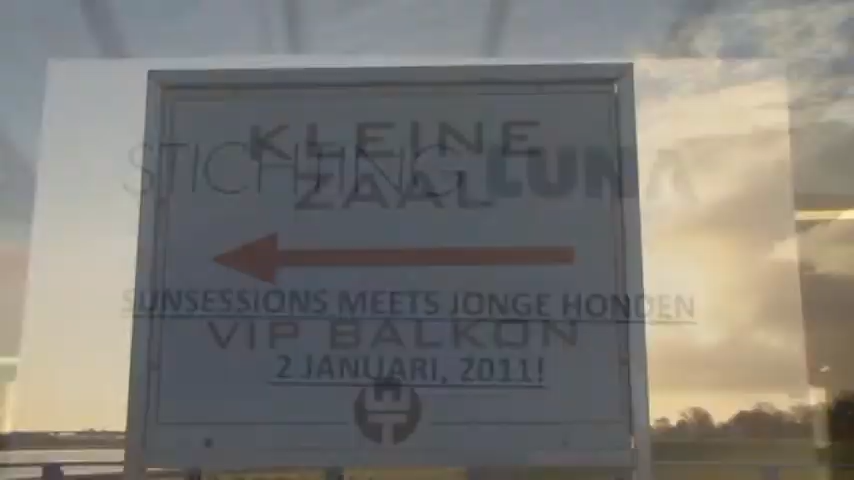 KLEINE
STICHTING LUNA
ZAAL
SUNSESSIONS MEETS JONGE HONDEN
VIP BALKON
2 JANUARI, 2011!